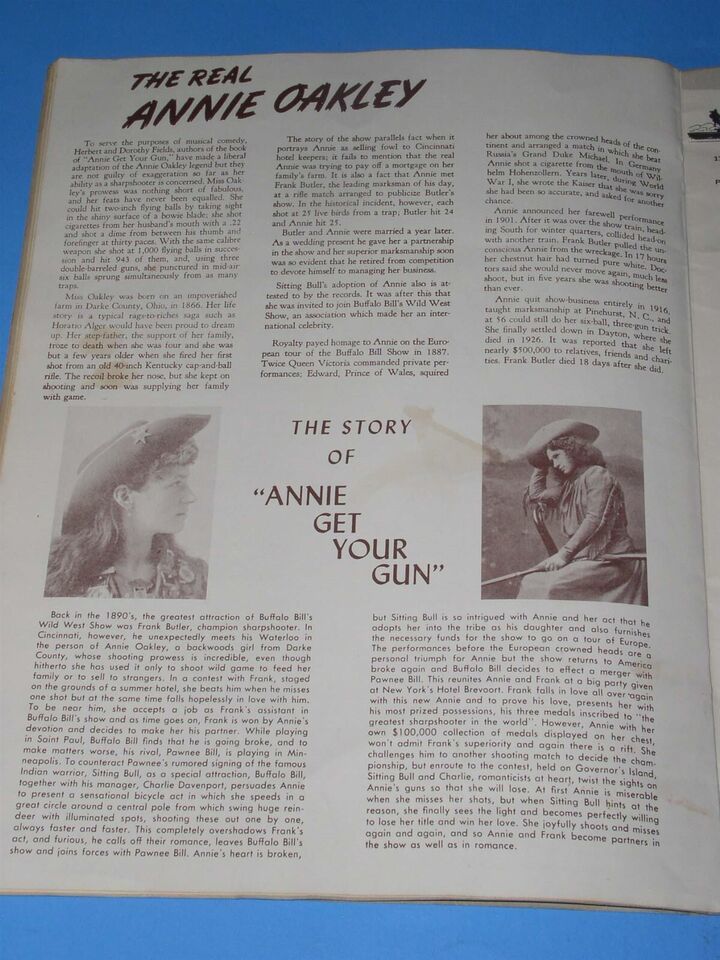 THE REAL
ANNIE OAKLEY
To serve the purposes of musical comedy,
Herbert and Dorothy Fields, authors of the book
of "Annie Get Your Gun," have made a liberal
adaptation of the Annie Oakley legend but they
are not guilty of exaggeration so far as her
ability as a sharpshooter is concerned. Miss Oak-
ley's prowess was nothing short of fabulous,
and her feats have never been equalled. She
could hit two-inch flying balls by taking sight
in the shiny surface of a bowie blade; she shot
cigarettes from her husband's mouth with a .22
and shot a dime from between his thumb and
forefinger at thirty paces. With the same calibre
weapon she shot at 1,000 flying balls in succes-
sion and hit 943 of them, and, using three
double-barreled guns, she punctured in mid-air
six balls sprung simultaneously from as many
traps.
Miss Oakley was born on an impoverished
farm in Darke County, Ohio, in 1866. Her life
story is a typical rags-to-riches saga such as
Horatio Alger would have been proud to dream
up. Her step-father, the support of her family,
froze to death when she was four and she was
but a few years older when she fired her first
shot from an old 40-inch Kentucky cap-and-ball
rifle. The recoil broke her nose, but she kept on
shooting and soon was supplying her family
with game.
The story of the show parallels fact when it
portrays Annie as selling fowl to Cincinnati
hotel keepers; it fails to mention that the real
Annie was trying to pay off a mortgage on her
family's farm. It is also a fact that Annie met
Frank Butler, the leading marksman of his day,
at a rifle match arranged to publicize Butler's
show. In the historical incident, however, each
shot at 25 live birds from a trap; Butler hit 24
and Annie hit 25.
Butler and Annie were married a year later.
As a wedding present he gave her a partnership
in the show and her superior marksmanship soon
was so evident that he retired from competition
to devote himself to managing her business.
Sitting Bull's adoption of Annie also is at-
tested to by the records. It was after this that
she was invited to join Buffalo Bill's Wild West
Show, an association which made her an inter-
national celebrity.
Royalty payed homage to Annie on the Euro-
pean tour of the Buffalo Bill Show in 1887.
Twice Queen Victoria commanded private per-
formances; Edward, Prince of Wales, squired
her about among the crowned heads of the con-
tinent and arranged a match in which she beat
Russia's Grand Duke Michael. In Germany
Annie shot a cigarette from the mouth of Wil-
helm Hohenzollern. Years later, during World
War I, she wrote the Kaiser that she was sorry
she had been so accurate, and asked for another
chance.
Annie announced her farewell performance
in 1901. After it was over the show train, head-
ing South for winter quarters, collided head-on
with another train. Frank Butler pulled the un-
conscious Annie from the wreckage. In 17 hours
her chestnut hair had turned pure white. Doc-
tors said she would never move again, much less
shoot, but in five years she was shooting better
than ever.
Annie quit show-business entirely in 1916,
taught marksmanship at Pinehurst, N. C., and
at 56 could still do her six-ball, three-gun trick.
She finally settled down in Dayton, where she
died in 1926. It was reported that she left
nearly $500,000 to relatives, friends and chari-
ties. Frank Butler died 18 days after she did.
THE STORY
OF
"ANNIE
GET
YOUR
GUN"
Back in the 1890's, the greatest attraction of Buffalo Bill's
Wild West Show was Frank Butler, champion sharpshooter. In
Cincinnati, however, he unexpectedly meets his Waterloo in
the person of Annie Oakley, a backwoods girl from Darke
County, whose shooting prowess is incredible, even though
hitherto she has used it only to shoot wild game to feed her
family or to sell to strangers. In a contest with Frank, staged
on the grounds of a summer hotel, she beats him when he misses
one shot but at the same time falls hopelessly in love with him.
To be near him, she accepts a job as Frank's assistant in
Buffalo Bill's show and as time goes on, Frank is won by Annie's
devotion and decides to make her his partner. While playing
in Saint Paul, Buffalo Bill finds that he is going broke, and to
make matters worse, his rival, Pawnee Bill, is playing in Min-
neapolis. To counteract Pawnee's rumored signing of the famous
Indian warrior, Sitting Bull, as a special attraction, Buffalo Bill,
together with his manager, Charlie Davenport, persuades Annie
to present a sensational bicycle act in which she speeds in a
great circle around a central pole from which swing huge rein-
deer with illuminated spots, shooting these out one by one,
always faster and faster. This completely overshadows Frank's
act, and furious, he calls off their romance, leaves Buffalo Bill's
show and joins forces with Pawnee Bill. Annie's heart is broken,
but Sitting Bull is so intrigued with Annie and her act that he
adopts her into the tribe as his daughter and also furnishes
the necessary funds for the show to go on a tour of Europe.
The performances before the European crowned heads are a
personal triumph for Annie but the show returns to America
broke again and Buffalo Bill decides to effect a merger with
Pawnee Bill. This reunites Annie and Frank at a big party given
at New York's Hotel Brevoort. Frank falls in love all over again
with this new Annie and to prove his love, presents her with
his most prized possessions, his three medals inscribed to "the
greatest sharpshooter in the world". However, Annie with her
own $100,000 collection of medals displayed on her chest,
won't admit Frank's superiority and again there is a rift. She
challenges him to another shooting match to decide the cham-
pionship, but enroute to the contest, held on Governor's Island,
Sitting Bull and Charlie, romanticists at heart, twist the sights on
Annie's guns so that she will lose. At first Annie is miserable
when she misses her shots, but when Sitting Bull hints at the
reason, she finally sees the light and becomes perfectly willing
to lose her title and win her love. She joyfully shoots and misses
again and again, and so Annie and Frank become partners in
the show as well as in romance.